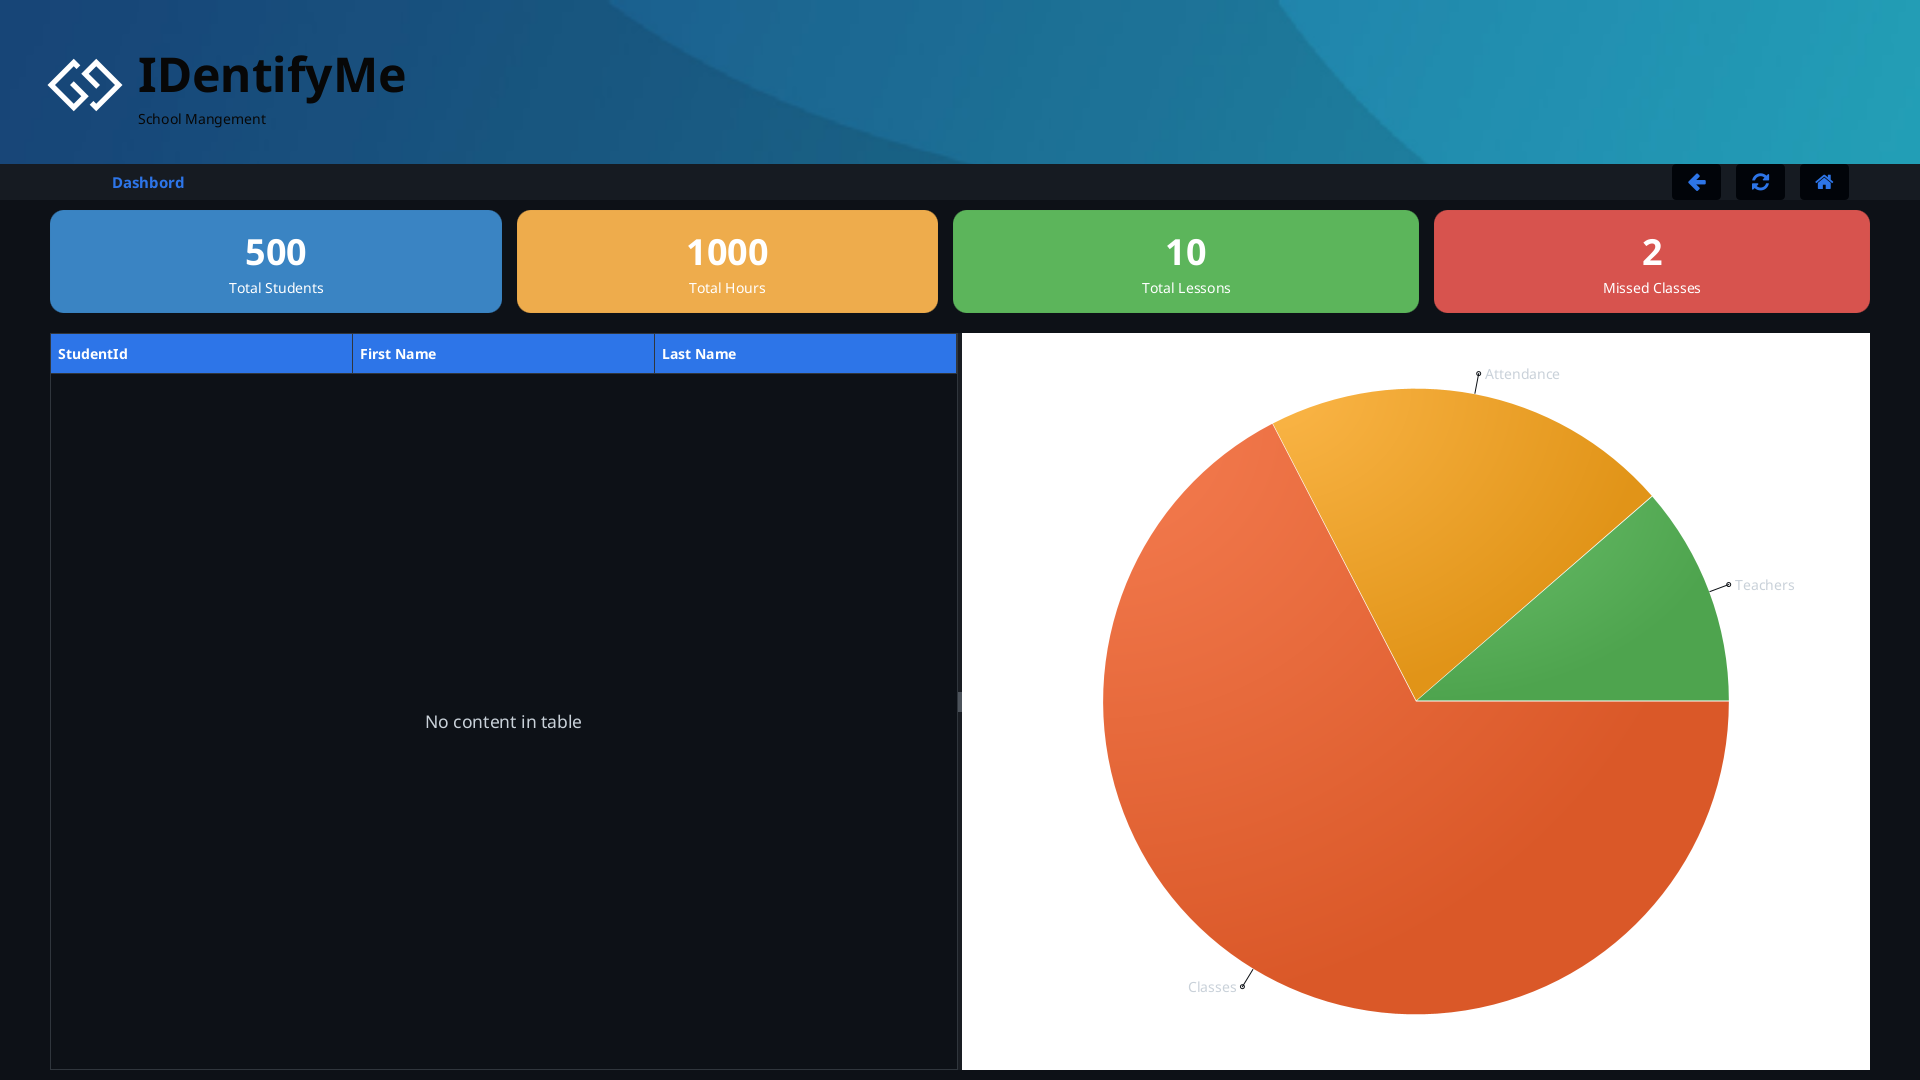 IDentifyMe
School Mangement
Dashbord
500
Total Students
1000
Total Hours
10
Total Lessons
2
Missed Classes
StudentId First Name Last Name
No content in table
Attendance
Teachers
Classes